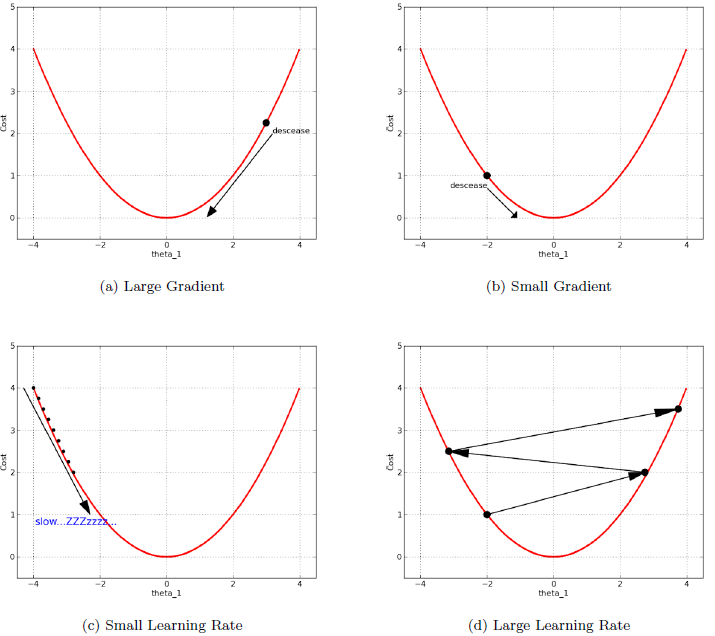 5
4
3
2
1
0
Cost
descease
−4
−2
0
2
4
theta_1
(a) Large Gradient
5
4
3
2
1
0
Cost
descease
−4
−2
0
2
4
theta_1
(b) Small Gradient
5
4
3
2
1
0
Cost
slow...ZZZzzzz...
−4
−2
0
2
4
theta_1
(c) Small Learning Rate
5
4
3
2
1
0
Cost
−4
−2
0
2
4
theta_1
(d) Large Learning Rate